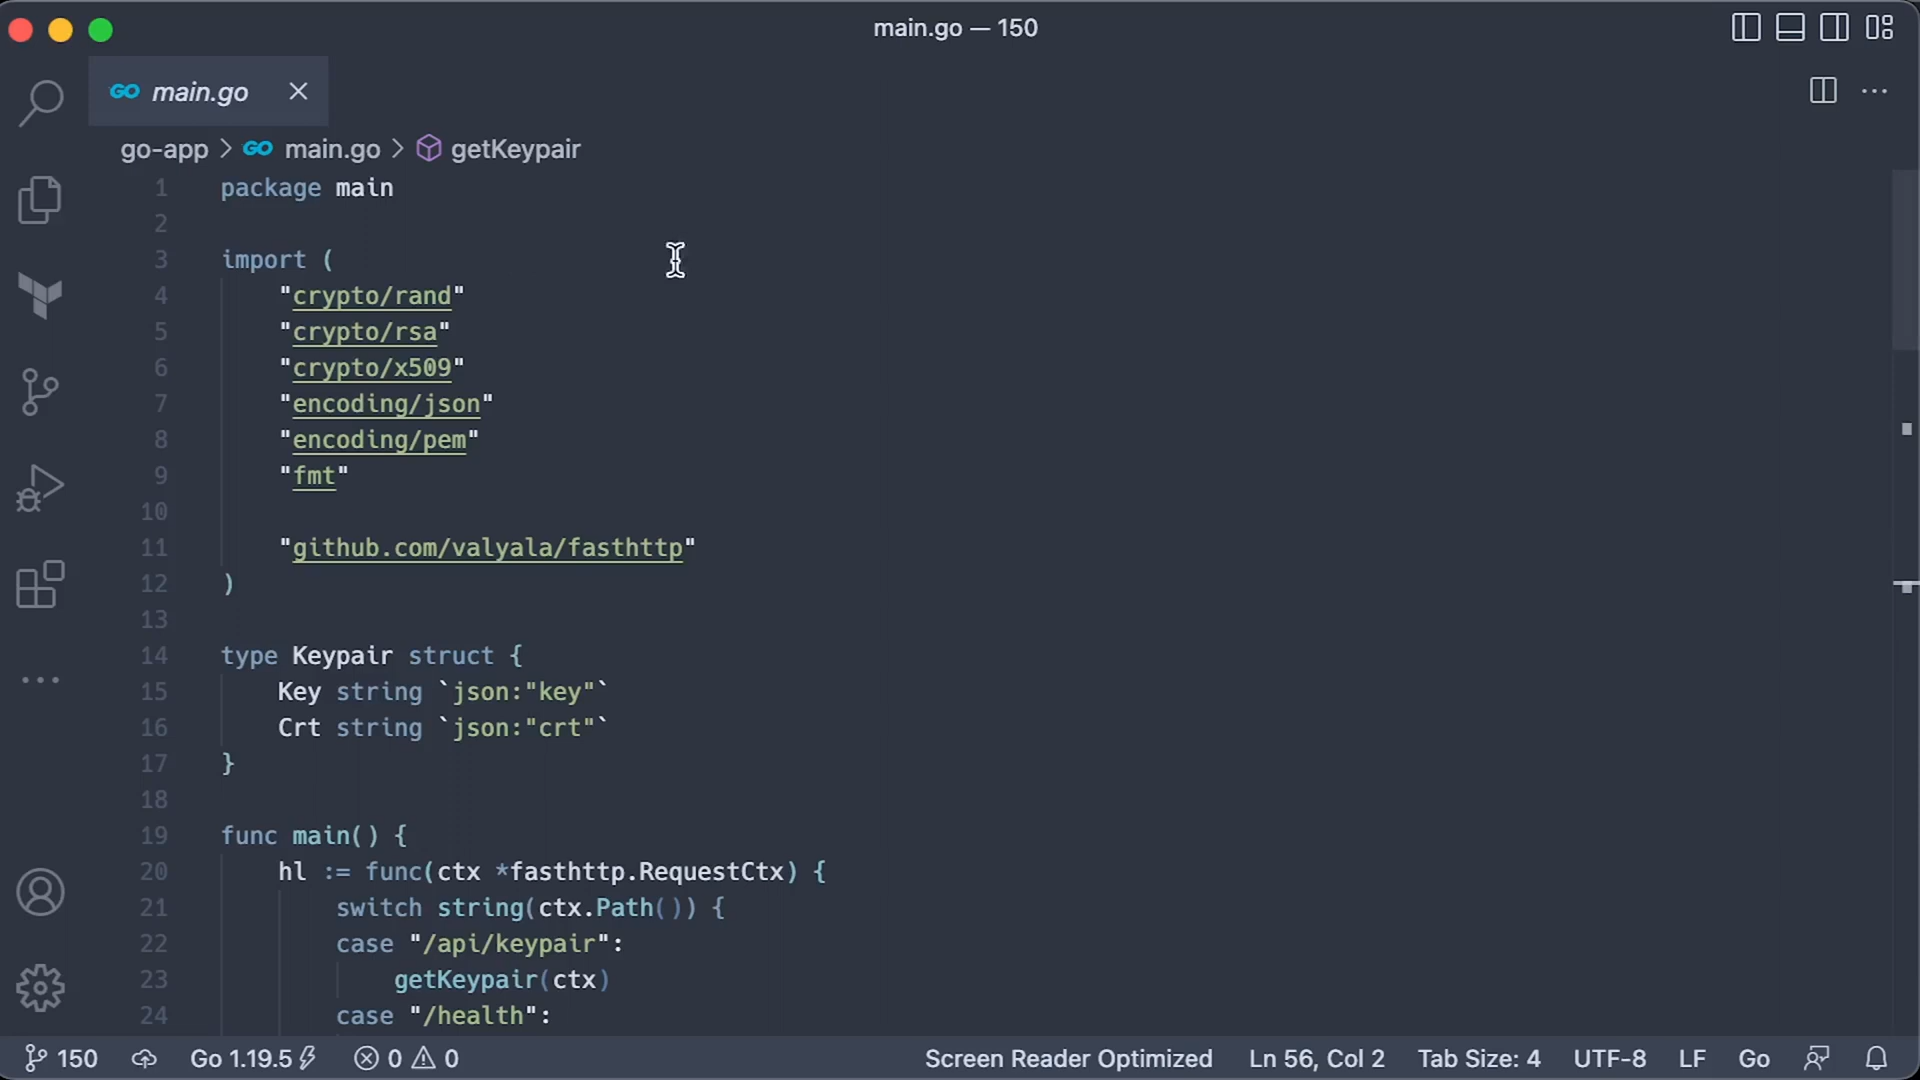 main.go — 150
GO main.go
go-app > GO main.go > getKeypair
1 package main
2
3 import (
4 "crypto/rand"
5 "crypto/rsa"
6 "crypto/x509"
7 "encoding/json"
8 "encoding/pem"
9 "fmt"
10
11 "github.com/valyala/fasthttp"
12 )
13
14 type Keypair struct {
15 Key string `json:"key"`
16 Crt string `json:"crt"`
17 }
18
19 func main() {
20 hl := func(ctx *fasthttp.RequestCtx) {
21 switch string(ctx.Path()) {
22 case "/api/keypair":
23 getKeypair(ctx)
24 case "/health":
150 Go 1.19.5 0 0 Screen Reader Optimized Ln 56, Col 2 Tab Size: 4 UTF-8 LF Go